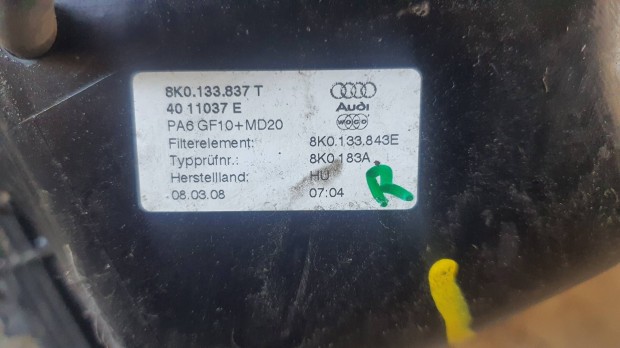 8K0.133.837 T
40 11037 E
Audi
PA6 GF10+MD20
woco
Filterelement: 8K0.133.843E
Typprüfnr.: 8K0.183A
Herstellland: HU
08.03.08 07:04
R